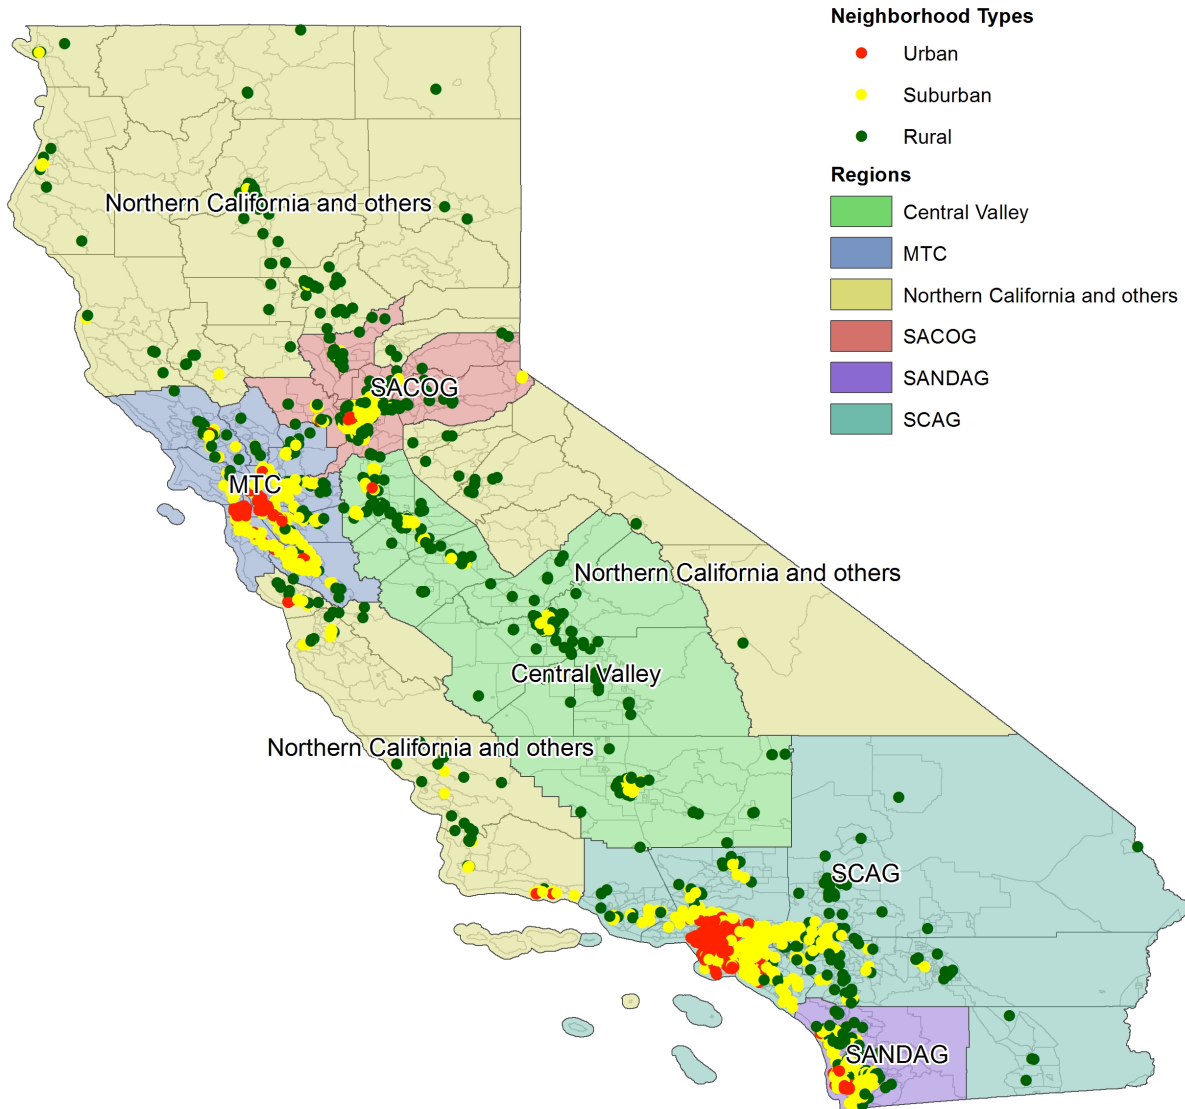 Neighborhood Types
Urban
Suburban
Rural
Regions
Central Valley
MTC
Northern California and others
SACOG
SANDAG
SCAG
Northern California and others
SACOG
MTC
Northern California and others
Central Valley
Northern California and others
SCAG
SANDAG